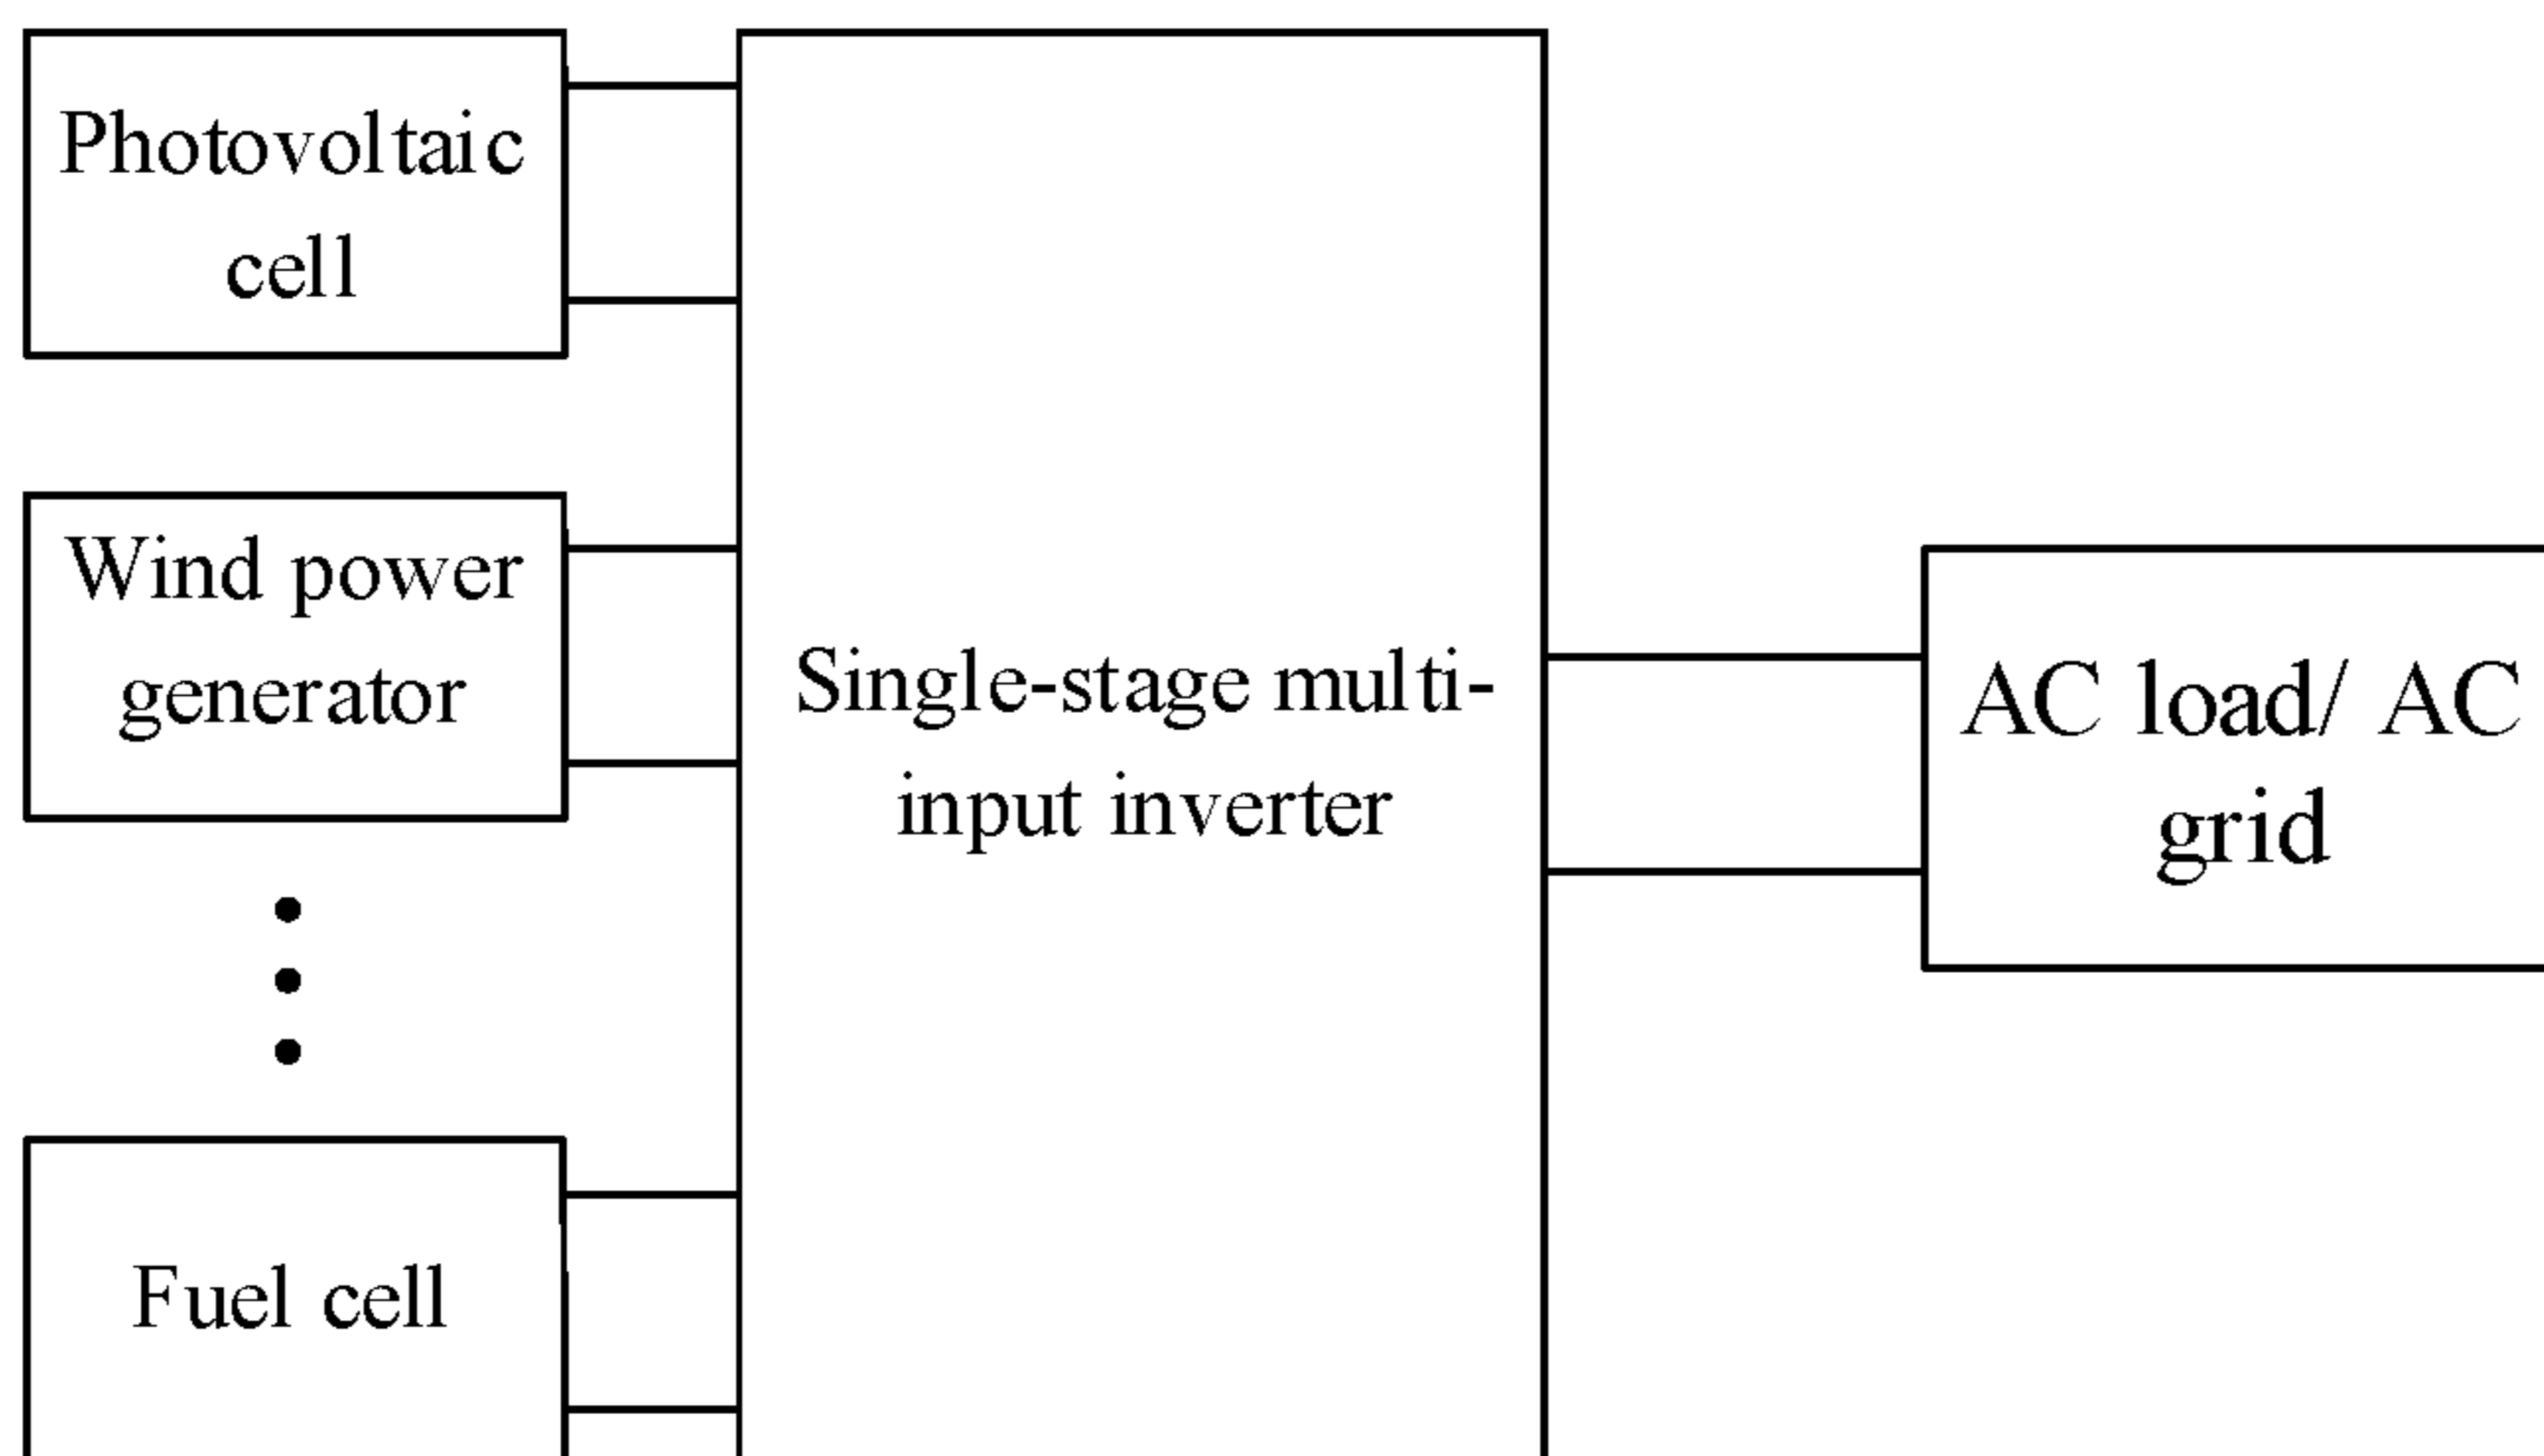 Photovoltaic
cell
Wind power
generator
Fuel cell
Single-stage multi-
input inverter
AC load/ AC
grid